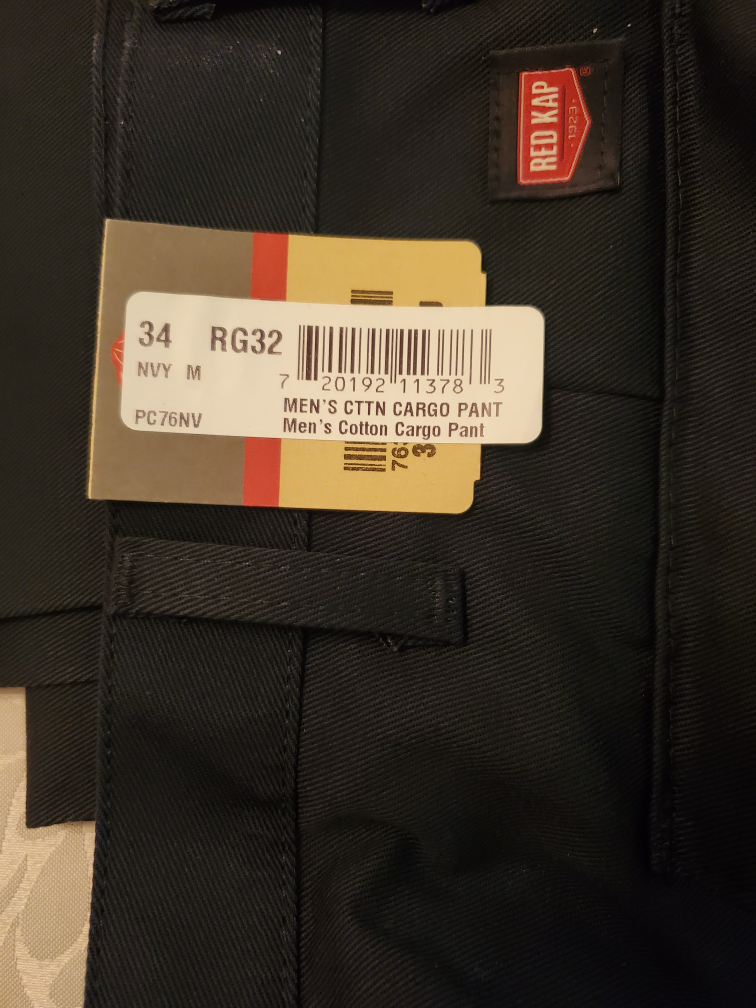 RED KAP
·1923·
®
34 RG32
NVY M
7 20192 11378 3
PC76NV
MEN'S CTTN CARGO PANT
Men's Cotton Cargo Pant